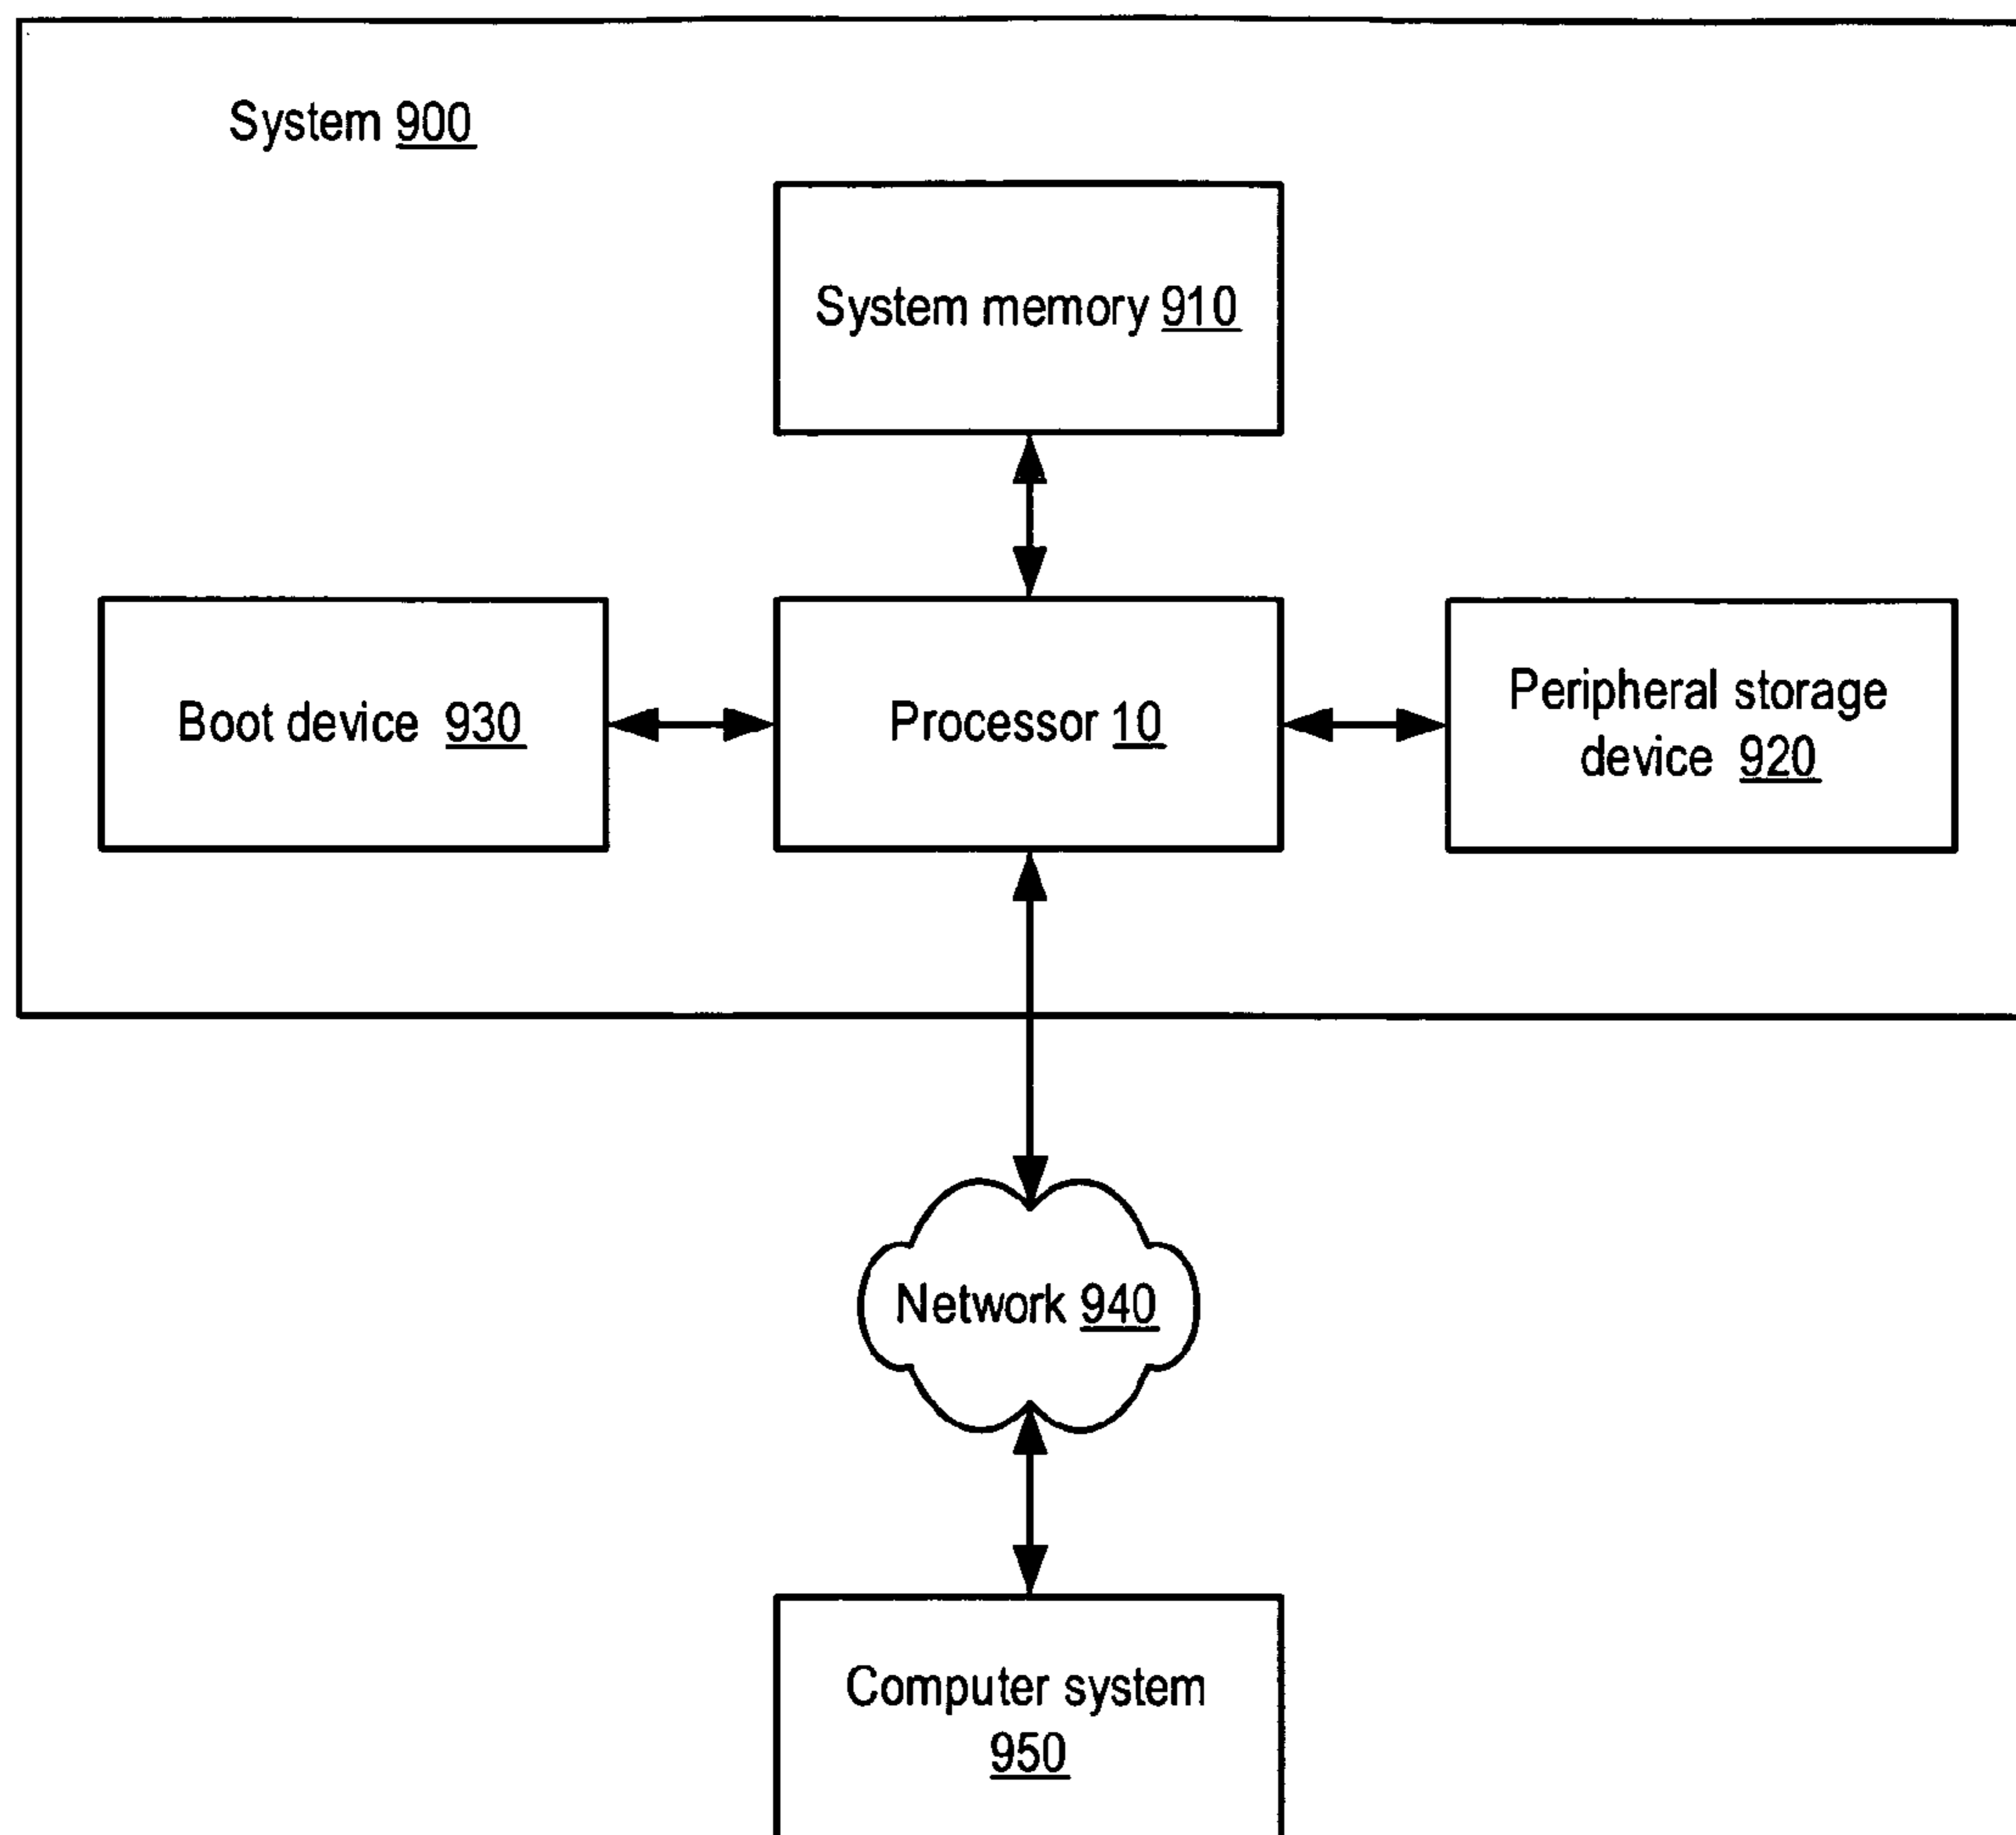 System 900
System memory 910
Boot device 930
Processor 10
Peripheral storage
device 920
Network 940
Computer system
950